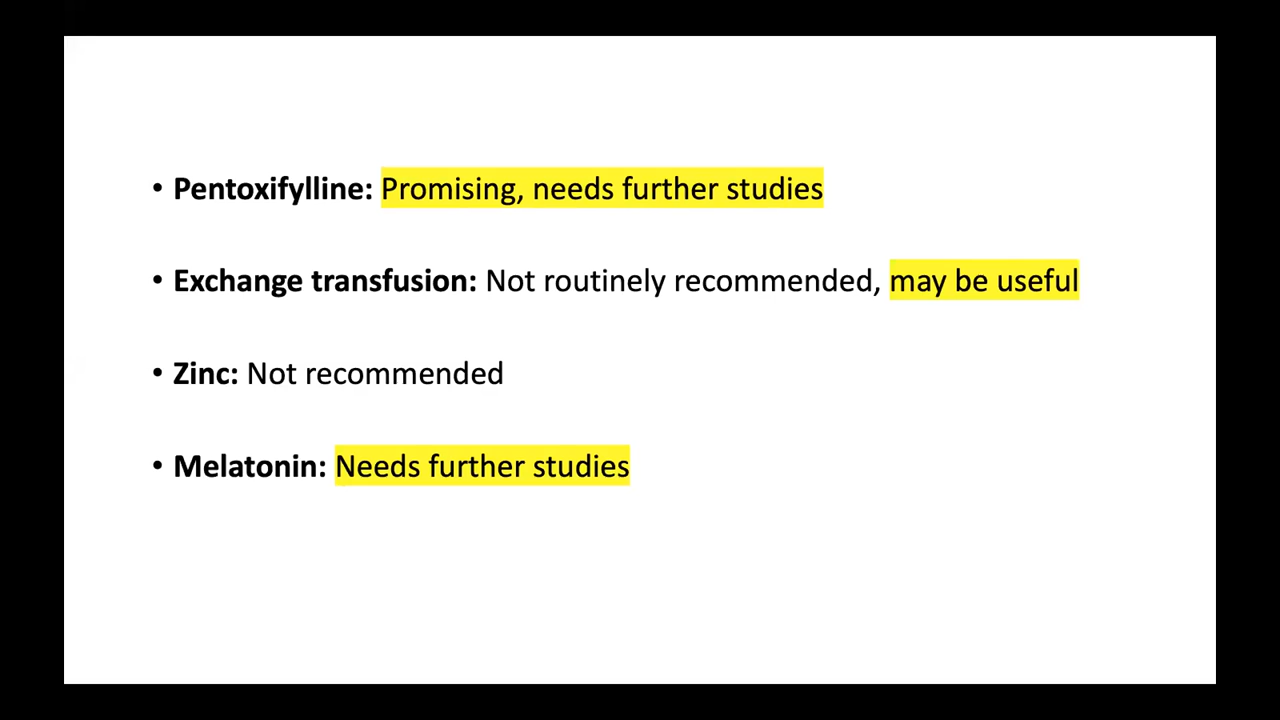 • Pentoxifylline: Promising, needs further studies
• Exchange transfusion: Not routinely recommended, may be useful
• Zinc: Not recommended
• Melatonin: Needs further studies